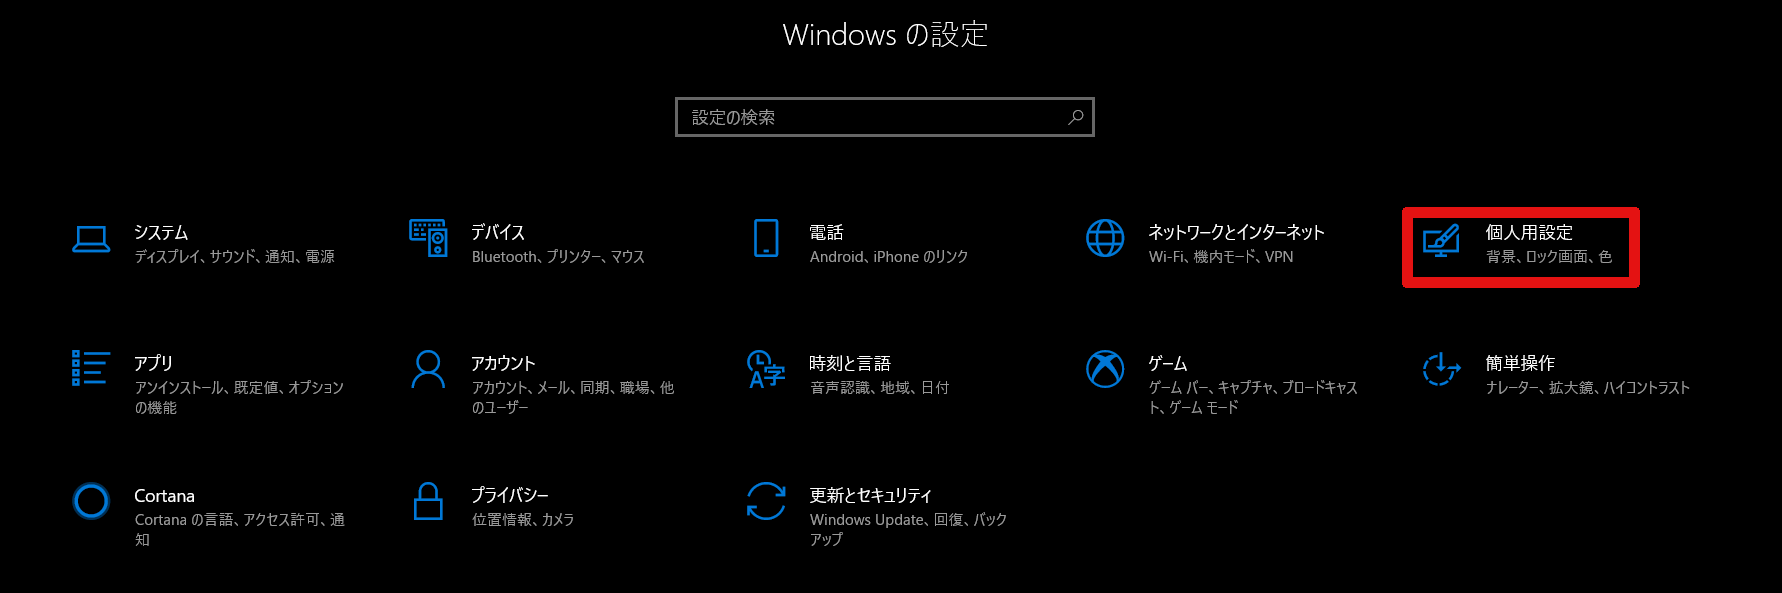 Windows の設定
設定の検索
システム
ディスプレイ、サウンド、通知、電源
デバイス
Bluetooth、プリンター、マウス
電話
Android、iPhone のリンク
ネットワークとインターネット
Wi-Fi、機内モード、VPN
個人用設定
背景、ロック画面、色
アプリ
アンインストール、既定値、オプション
の機能
アカウント
アカウント、メール、同期、職場、他
のユーザー
時刻と言語
音声認識、地域、日付
ゲーム
ゲーム バー、キャプチャ、ブロードキャス
ト、ゲーム モード
簡単操作
ナレーター、拡大鏡、ハイコントラスト
Cortana
Cortana の言語、アクセス許可、通
知
プライバシー
位置情報、カメラ
更新とセキュリティ
Windows Update、回復、バック
アップ